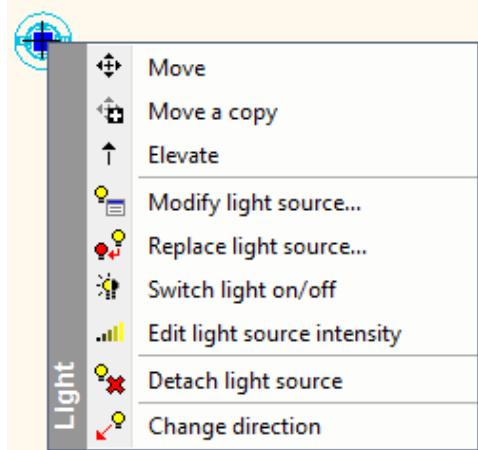 Move
Move a copy
Elevate
Modify light source...
Replace light source...
Switch light on/off
Edit light source intensity
Detach light source
Change direction
Light